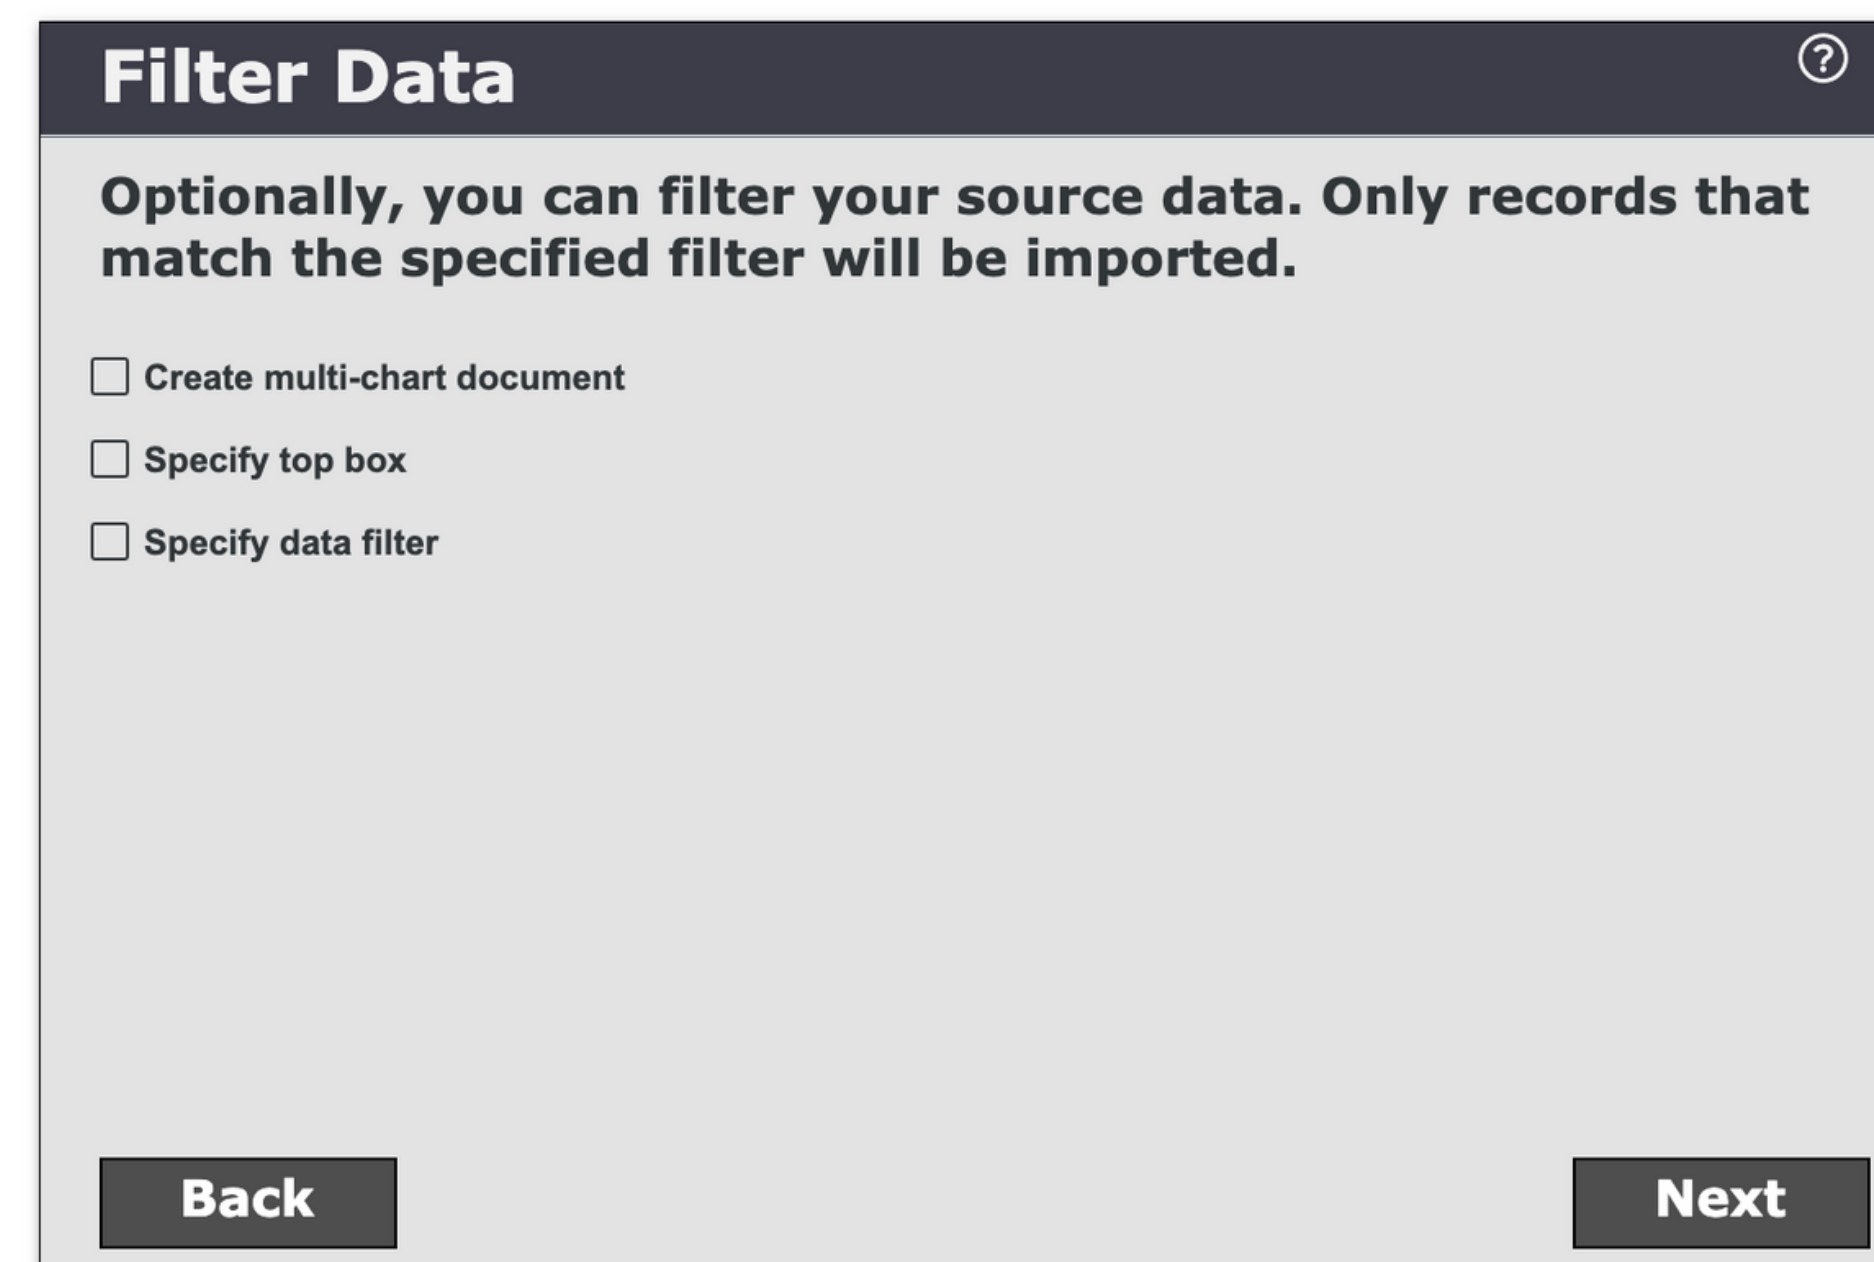 Filter Data
?
Optionally, you can filter your source data. Only records that
match the specified filter will be imported.
Create multi-chart document
Specify top box
Specify data filter
Back
Next